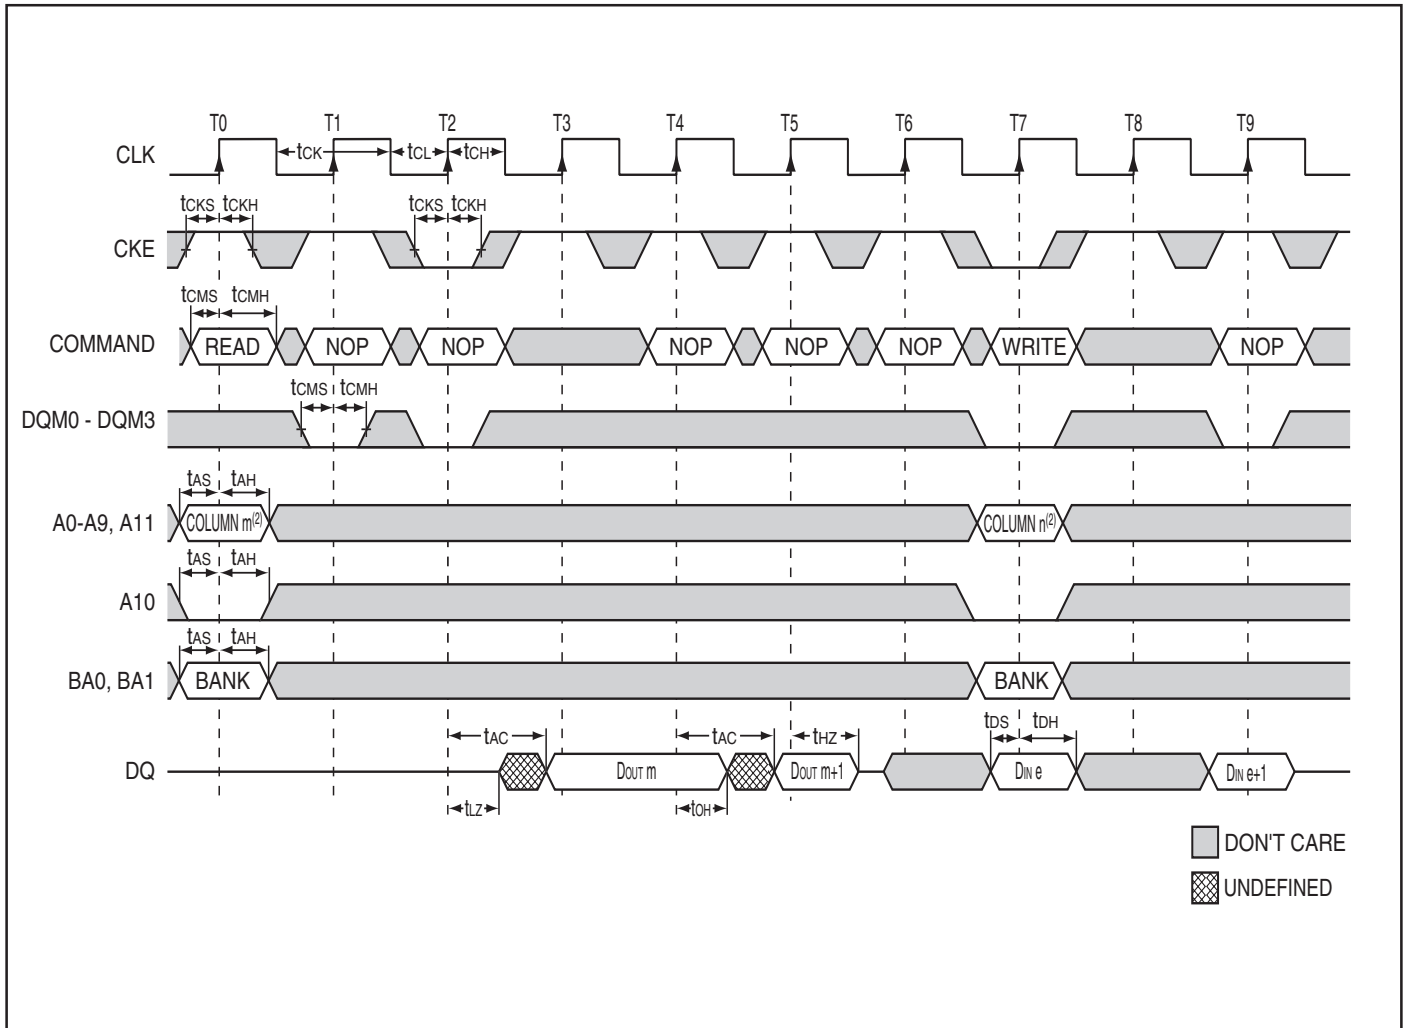 T0 T1 T2 T3 T4 T5 T6 T7 T8 T9
CLK tCK tCL tCH
tCKS tCKH tCKS tCKH
CKE
tCMS tCMH
COMMAND READ NOP NOP NOP NOP NOP WRITE NOP
tCMS tCMH
DQM0 - DQM3
tAS tAH
A0-A9, A11 COLUMN m(2) COLUMN n(2)
tAS tAH
A10
tAS tAH
BA0, BA1 BANK BANK
tAC tAC tHZ tDS tDH
DQ DOUT m DOUT m+1 DIN e DIN e+1
tLZ tOH
DON'T CARE
UNDEFINED